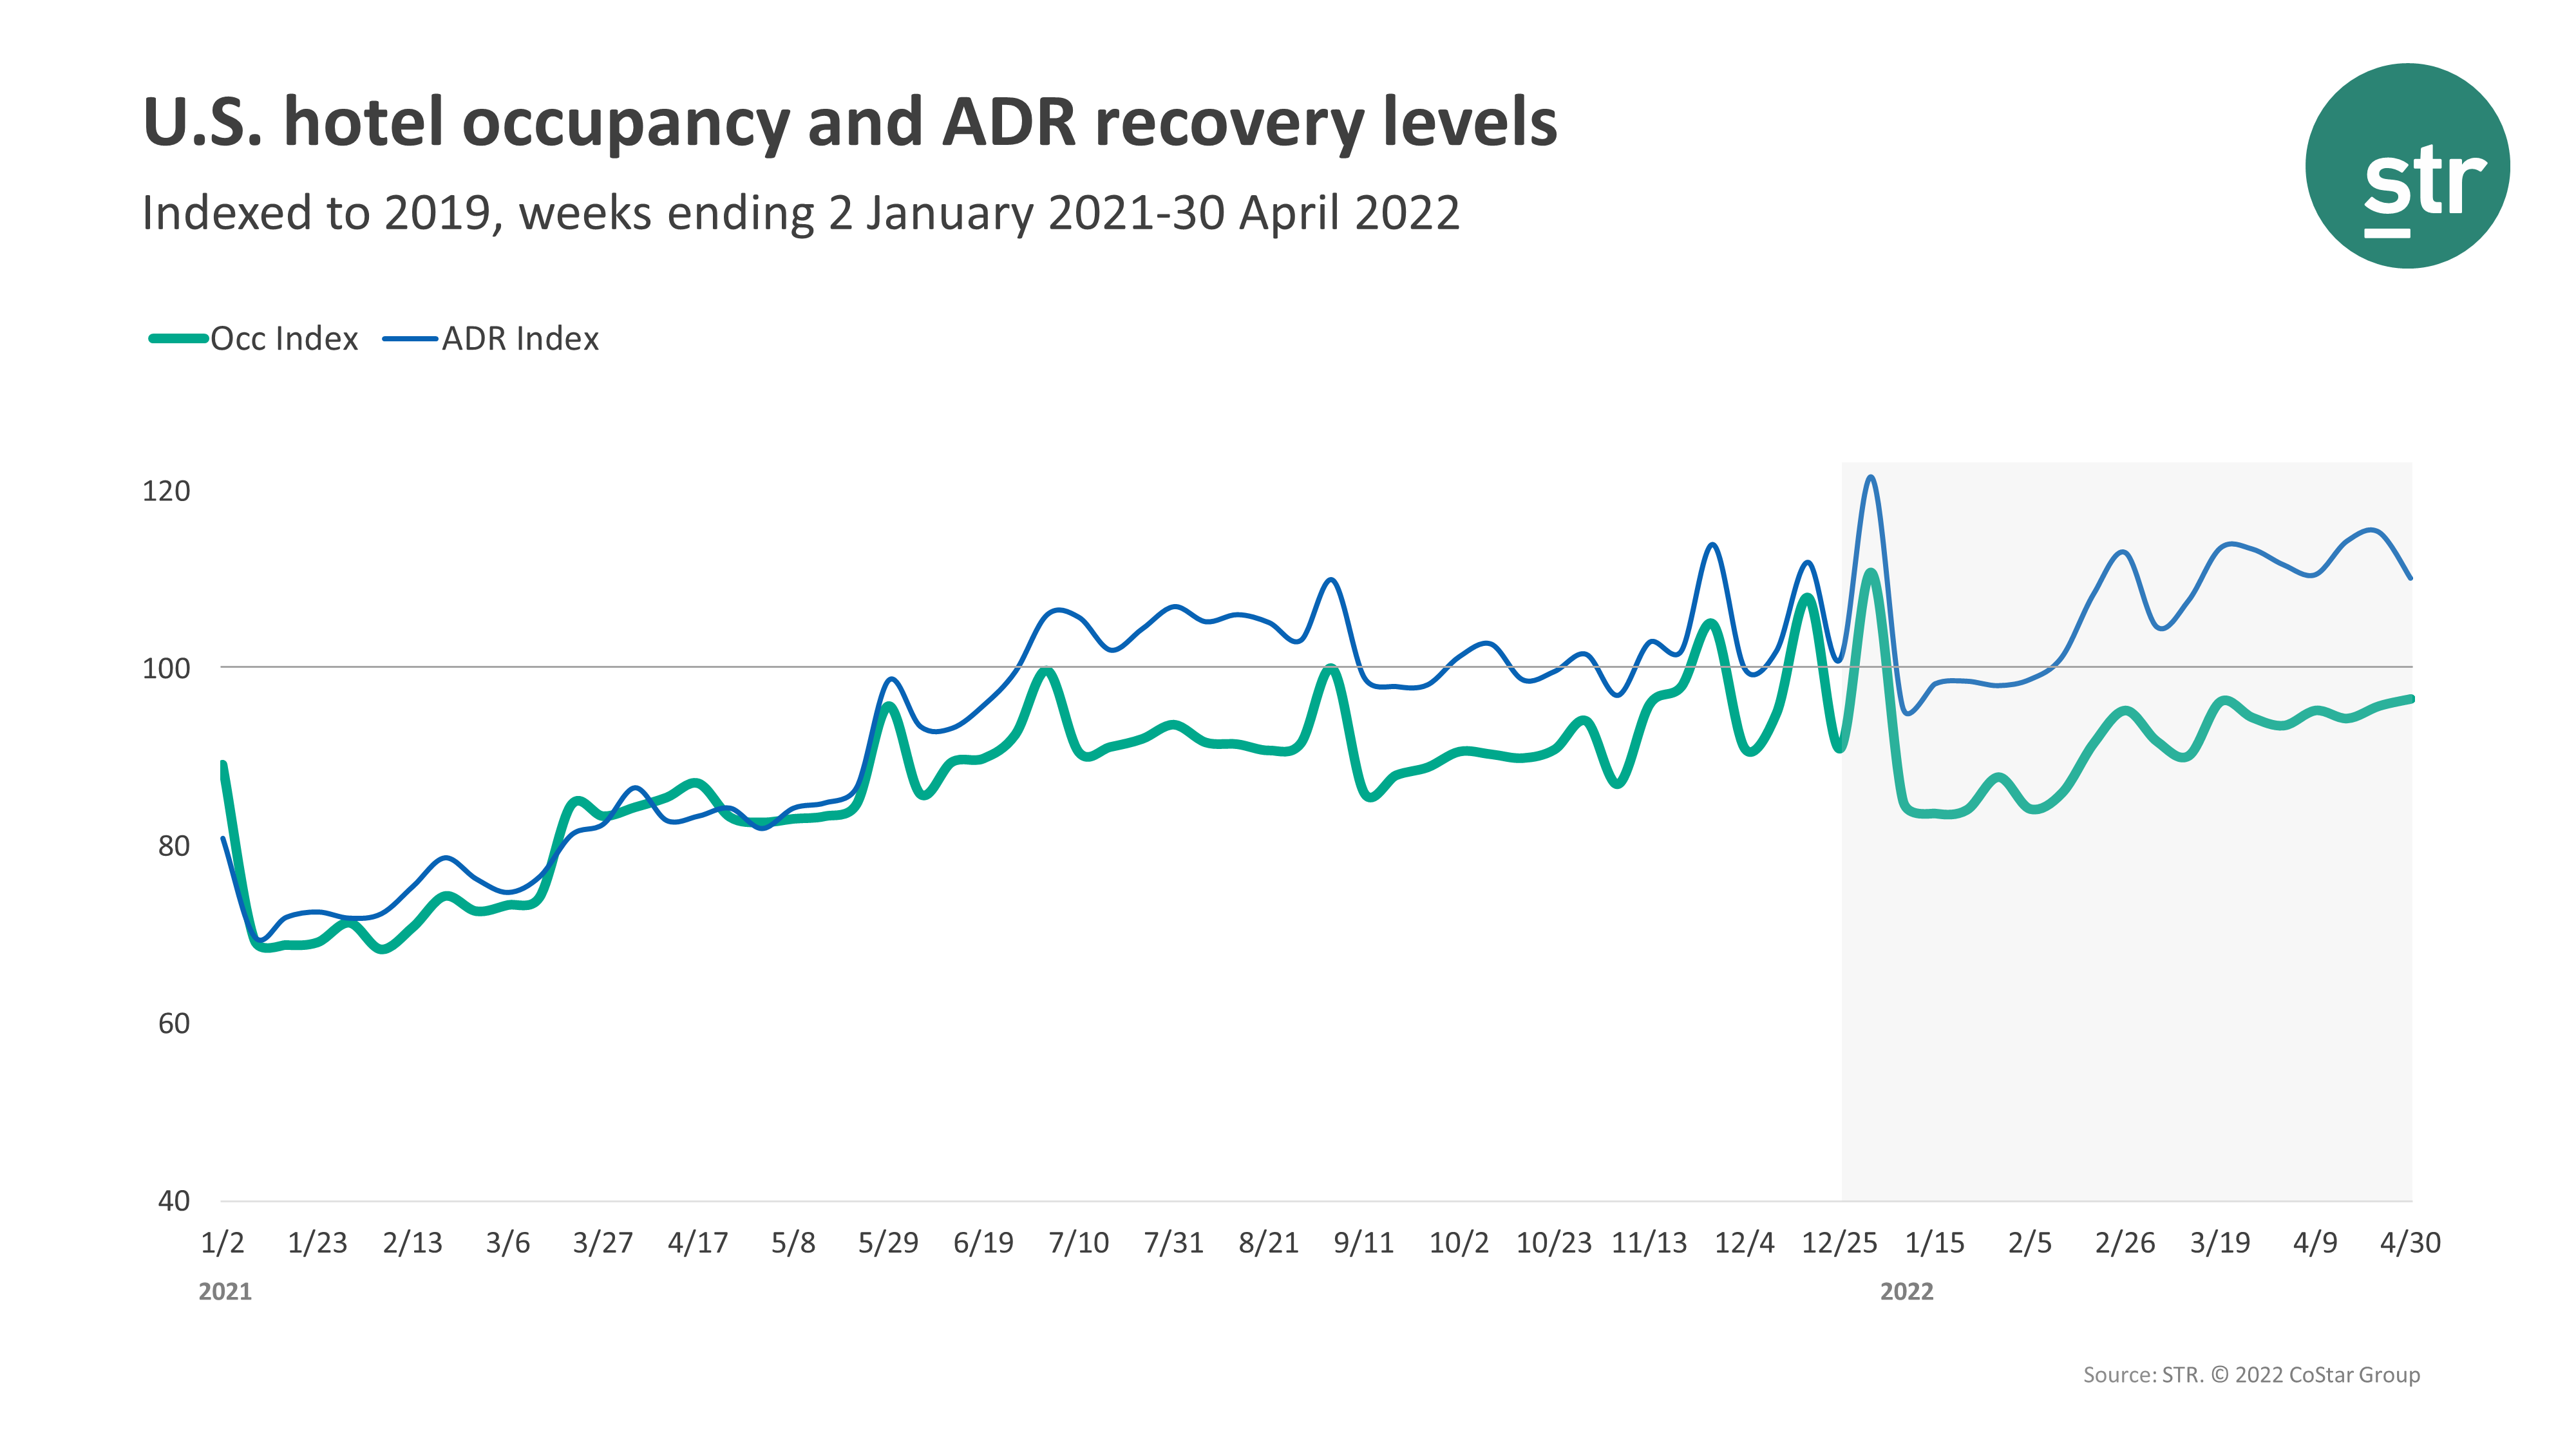 U.S. hotel occupancy and ADR recovery levels
Indexed to 2019, weeks ending 2 January 2021-30 April 2022
str
Occ Index ADR Index
120
100
80
60
40
1/2 1/23 2/13 3/6 3/27 4/17 5/8 5/29 6/19 7/10 7/31 8/21 9/11 10/2 10/23 11/13 12/4 12/25 1/15 2/5 2/26 3/19 4/9 4/30
2021 2022
Source: STR. © 2022 CoStar Group